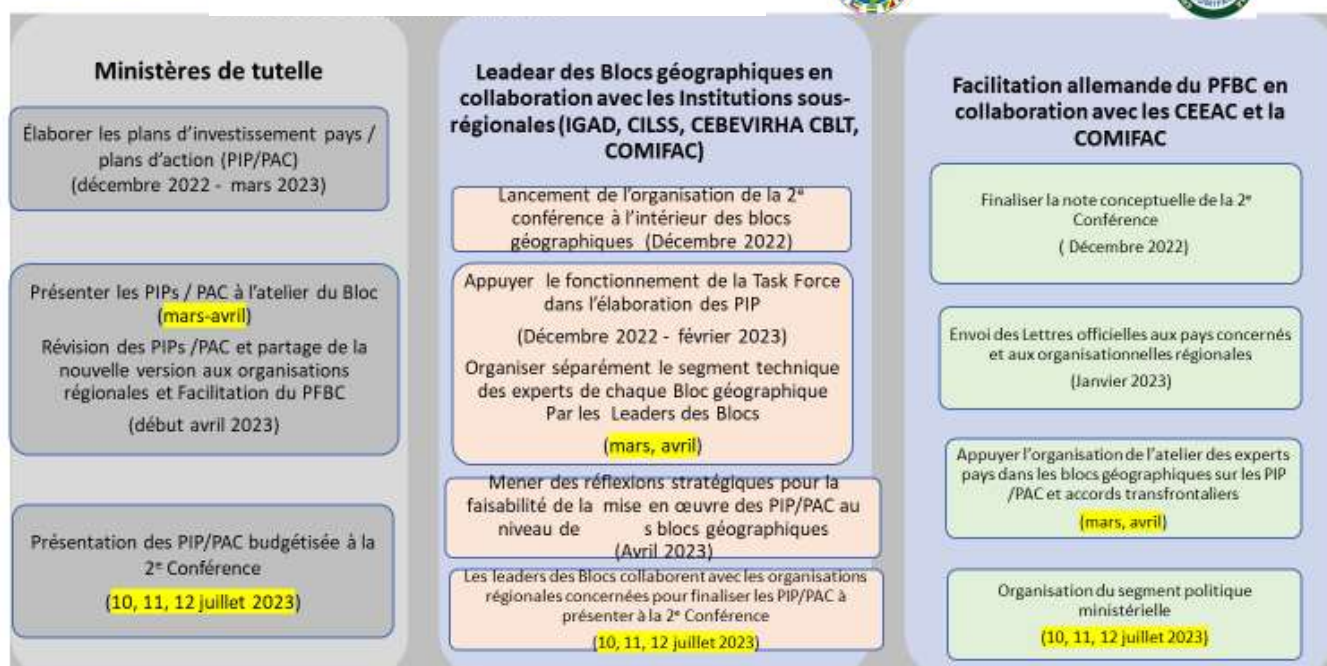 Ministères de tutelle
Élaborer les plans d'investissement pays /
plans d'action (PIP/PAC)
(décembre 2022 - mars 2023)
Présenter les PIPs / PAC à l'atelier du Bloc
(mars-avril)
Révision des PIPs /PAC et partage de la
nouvelle version aux organisations
régionales et Facilitation du PFBC
(début avril 2023)
Présentation des PIP/PAC budgétisée à la
2e Conférence
(10, 11, 12 juillet 2023)
Leadear des Blocs géographiques en
collaboration avec les Institutions sous-
régionales (IGAD, CILSS, CEBEVIRHA CBLT,
COMIFAC)
Lancement de l'organisation de la 2e
conférence à l'intérieur des blocs
géographiques (Décembre 2022)
Appuyer le fonctionnement de la Task Force
dans l'élaboration des PIP
(Décembre 2022 - février 2023)
Organiser séparément le segment technique
des experts de chaque Bloc géographique
Par les Leaders des Blocs
(mars, avril)
Mener des réflexions stratégiques pour la
faisabilité de la mise en œuvre des PIP/PAC au
niveau de s blocs géographiques
(Avril 2023)
Les leaders des Blocs collaborent avec les organisations
régionales concernées pour finaliser les PIP/PAC à
présenter à la 2e Conférence
(10, 11, 12 juillet 2023)
Facilitation allemande du PFBC en
collaboration avec les CEEAC et la
COMIFAC
Finaliser la note conceptuelle de la 2e
Conférence
( Décembre 2022)
Envoi des Lettres officielles aux pays concernés
et aux organisationnelles régionales
(Janvier 2023)
Appuyer l'organisation de l'atelier des experts
pays dans les blocs géographiques sur les PIP
/PAC et accords transfrontaliers
(mars, avril)
Organisation du segment politique
ministérielle
(10, 11, 12 juillet 2023)